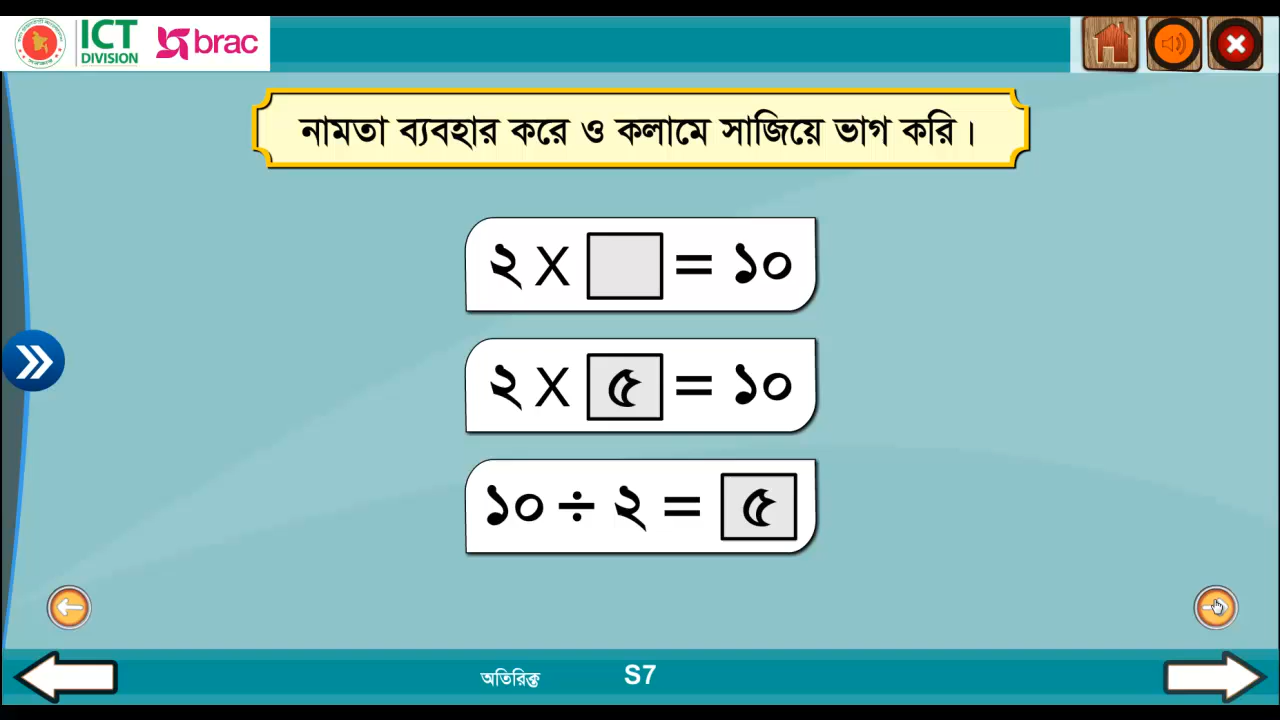 ICT
DIVISION
brac
নামতা ব্যবহার করে ও কলামে সাজিয়ে ভাগ করি।
২ X = ১০
২ X ৫ = ১০
১০ ÷ ২ = ৫
অতিরিক্ত
S7